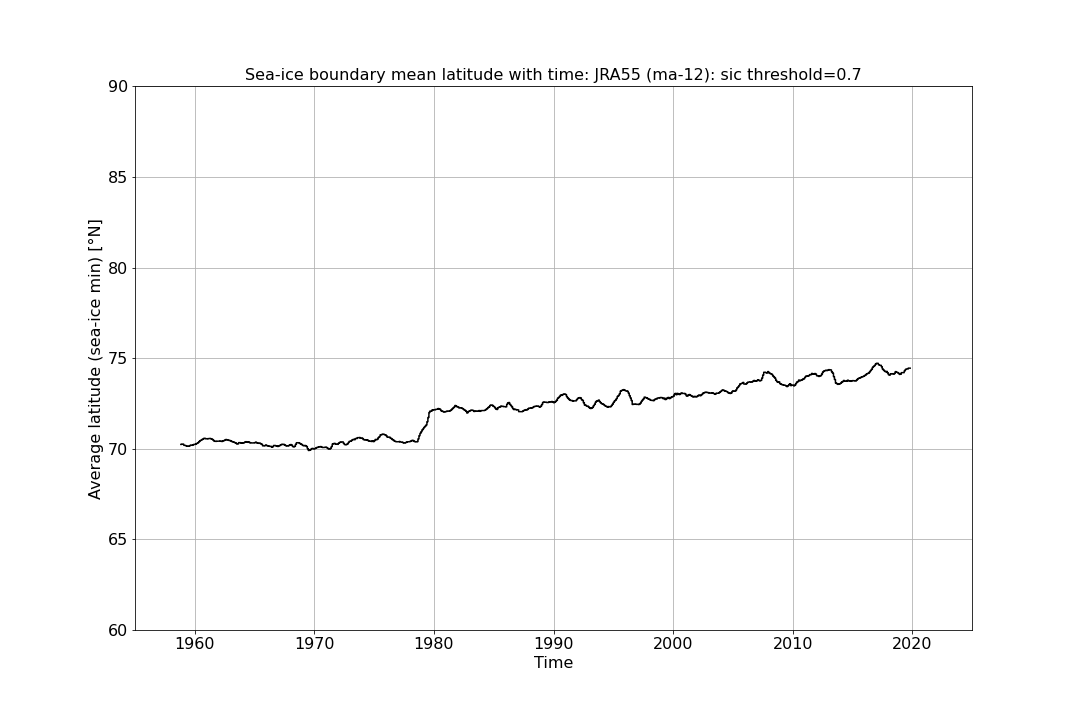 Sea-ice boundary mean latitude with time: JRA55 (ma-12): sic threshold=0.7
90
85
80
75
70
65
60
Average latitude (sea-ice min) [°N]
1960 1970 1980 1990 2000 2010 2020
Time